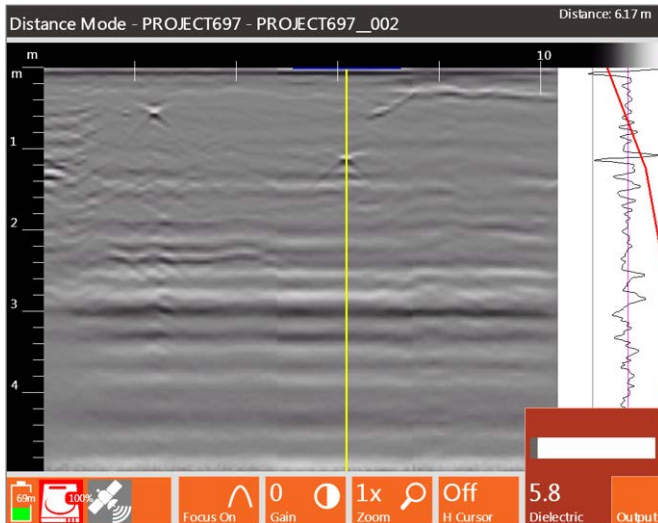 Distance Mode - PROJECT697 - PROJECT697__002
Distance: 6.17 m
m
10
m
1
2
3
4
69m
100%
Focus On
0
Gain
1x
Zoom
Off
H Cursor
5.8
Dielectric
Output